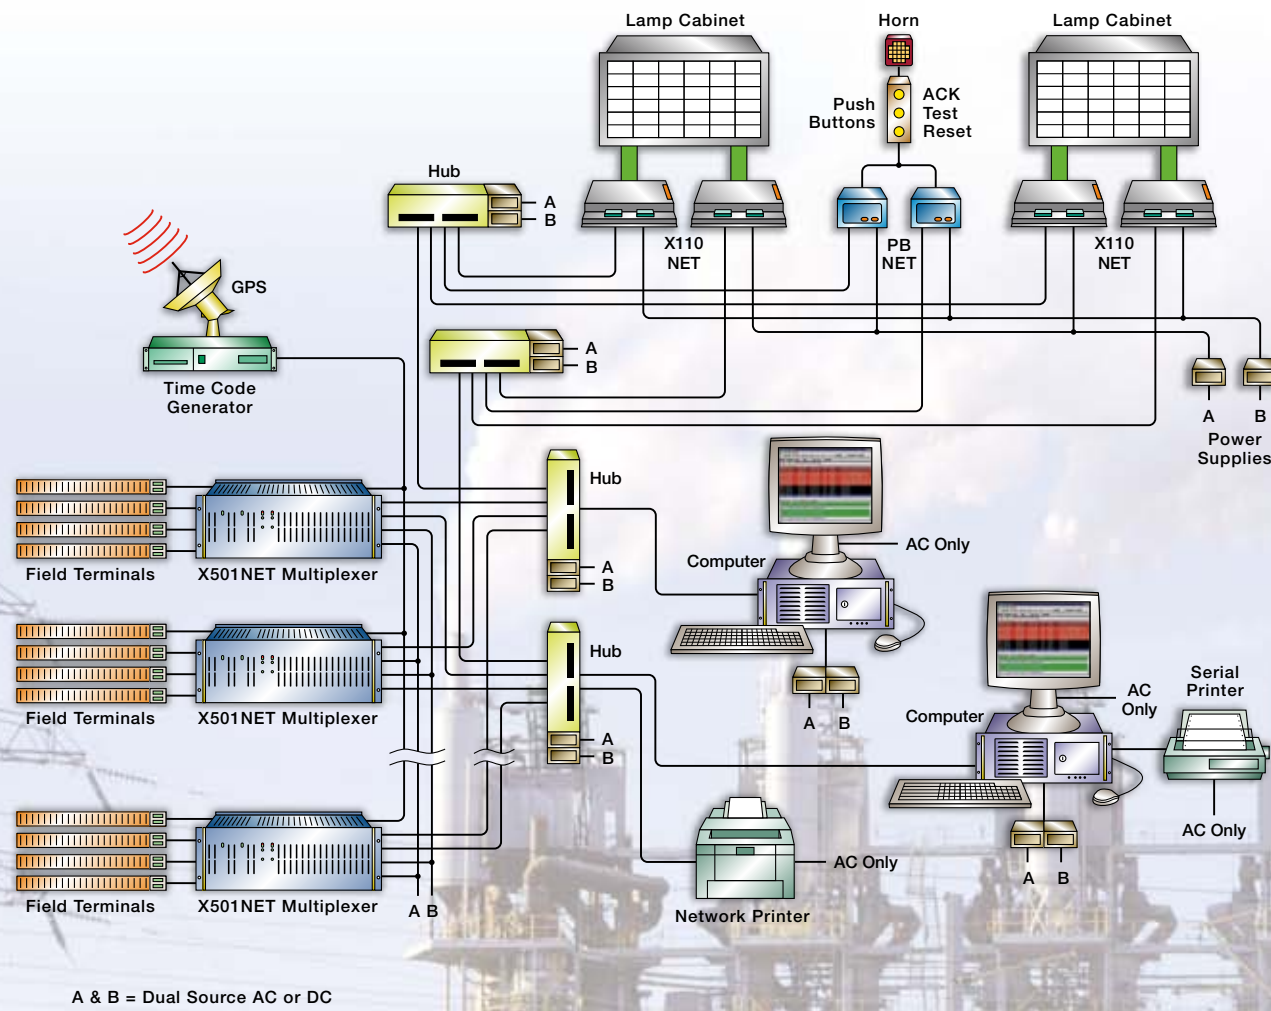 Lamp Cabinet
Horn
Lamp Cabinet
Push
Buttons
ACK
Test
Reset
Hub
A
B
X110
NET
PB
NET
X110
NET
GPS
Time Code
Generator
A
B
A
B
Power
Supplies
Hub
A
B
Computer
AC Only
A
B
Field Terminals
X501NET Multiplexer
Hub
A
B
Field Terminals
X501NET Multiplexer
Computer
AC
Only
Serial
Printer
AC Only
A
B
AC Only
Network Printer
Field Terminals
X501NET Multiplexer
A B
A & B = Dual Source AC or DC